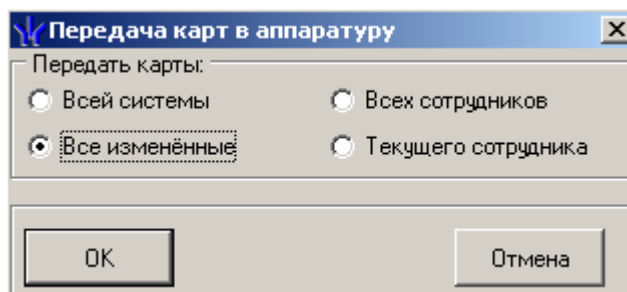 Передача карт в аппаратуру
Передать карты:
Всей системы Всех сотрудников
Все изменённые Текущего сотрудника
OK Отмена